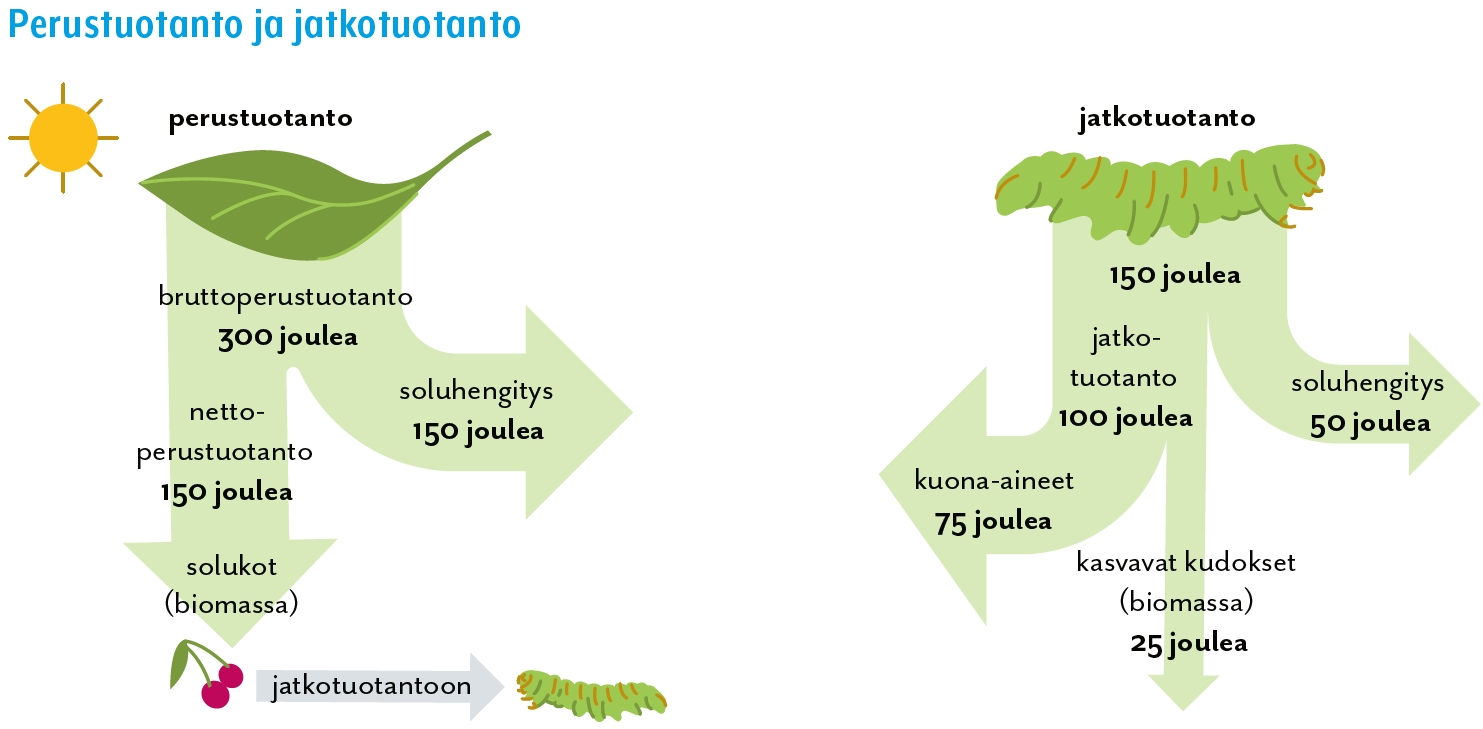 Perustuotanto ja jatkotuotanto
perustuotanto
bruttoperustuotanto
300 joulea
netto-
perustuotanto
150 joulea
soluhengitys
150 joulea
solukot
(biomassa)
jatkotuotantoon
jatkotuotanto
150 joulea
jatko-
tuotanto
100 joulea
soluhengitys
50 joulea
kuona-aineet
75 joulea
kasvavat kudokset
(biomassa)
25 joulea